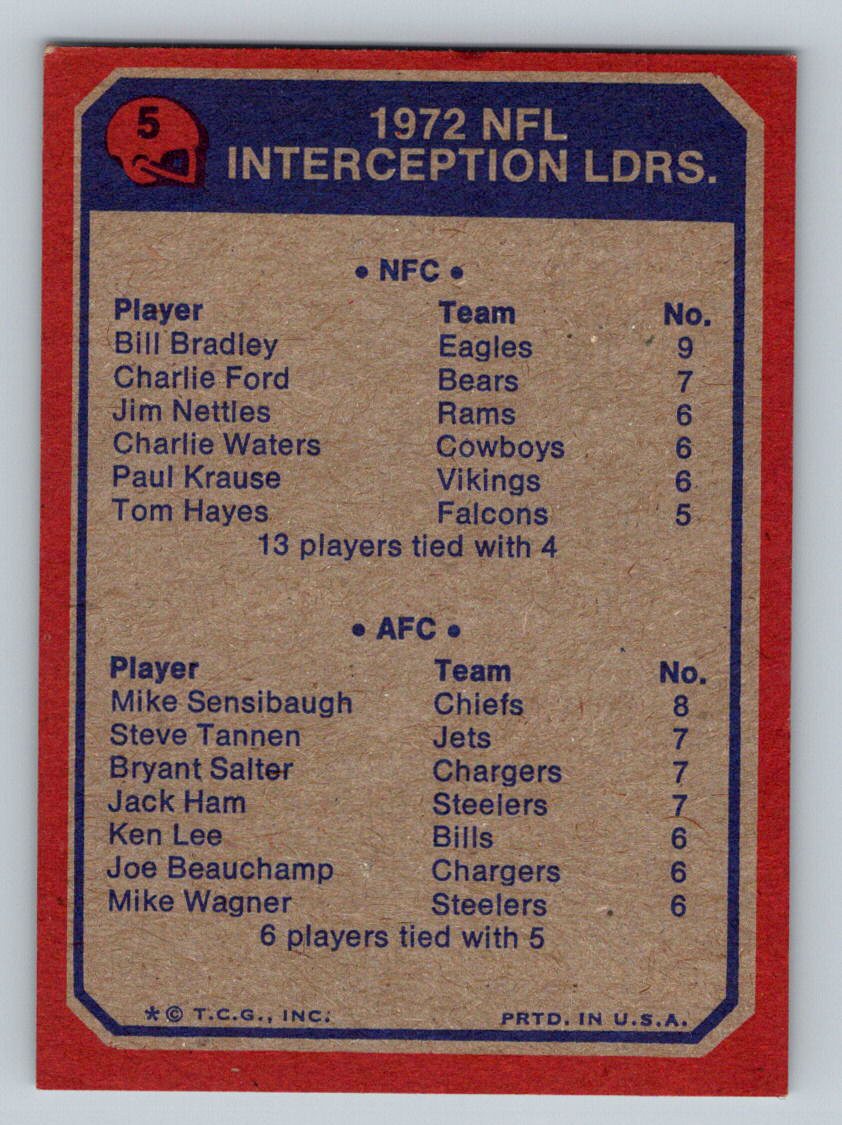 5
1972 NFL
INTERCEPTION LDRS.
• NFC •
Player Team No.
Bill Bradley Eagles 9
Charlie Ford Bears 7
Jim Nettles Rams 6
Charlie Waters Cowboys 6
Paul Krause Vikings 6
Tom Hayes Falcons 5
13 players tied with 4
• AFC •
Player Team No.
Mike Sensibaugh Chiefs 8
Steve Tannen Jets 7
Bryant Salter Chargers 7
Jack Ham Steelers 7
Ken Lee Bills 6
Joe Beauchamp Chargers 6
Mike Wagner Steelers 6
6 players tied with 5
*© T.C.G., INC. PRTD. IN U.S.A.